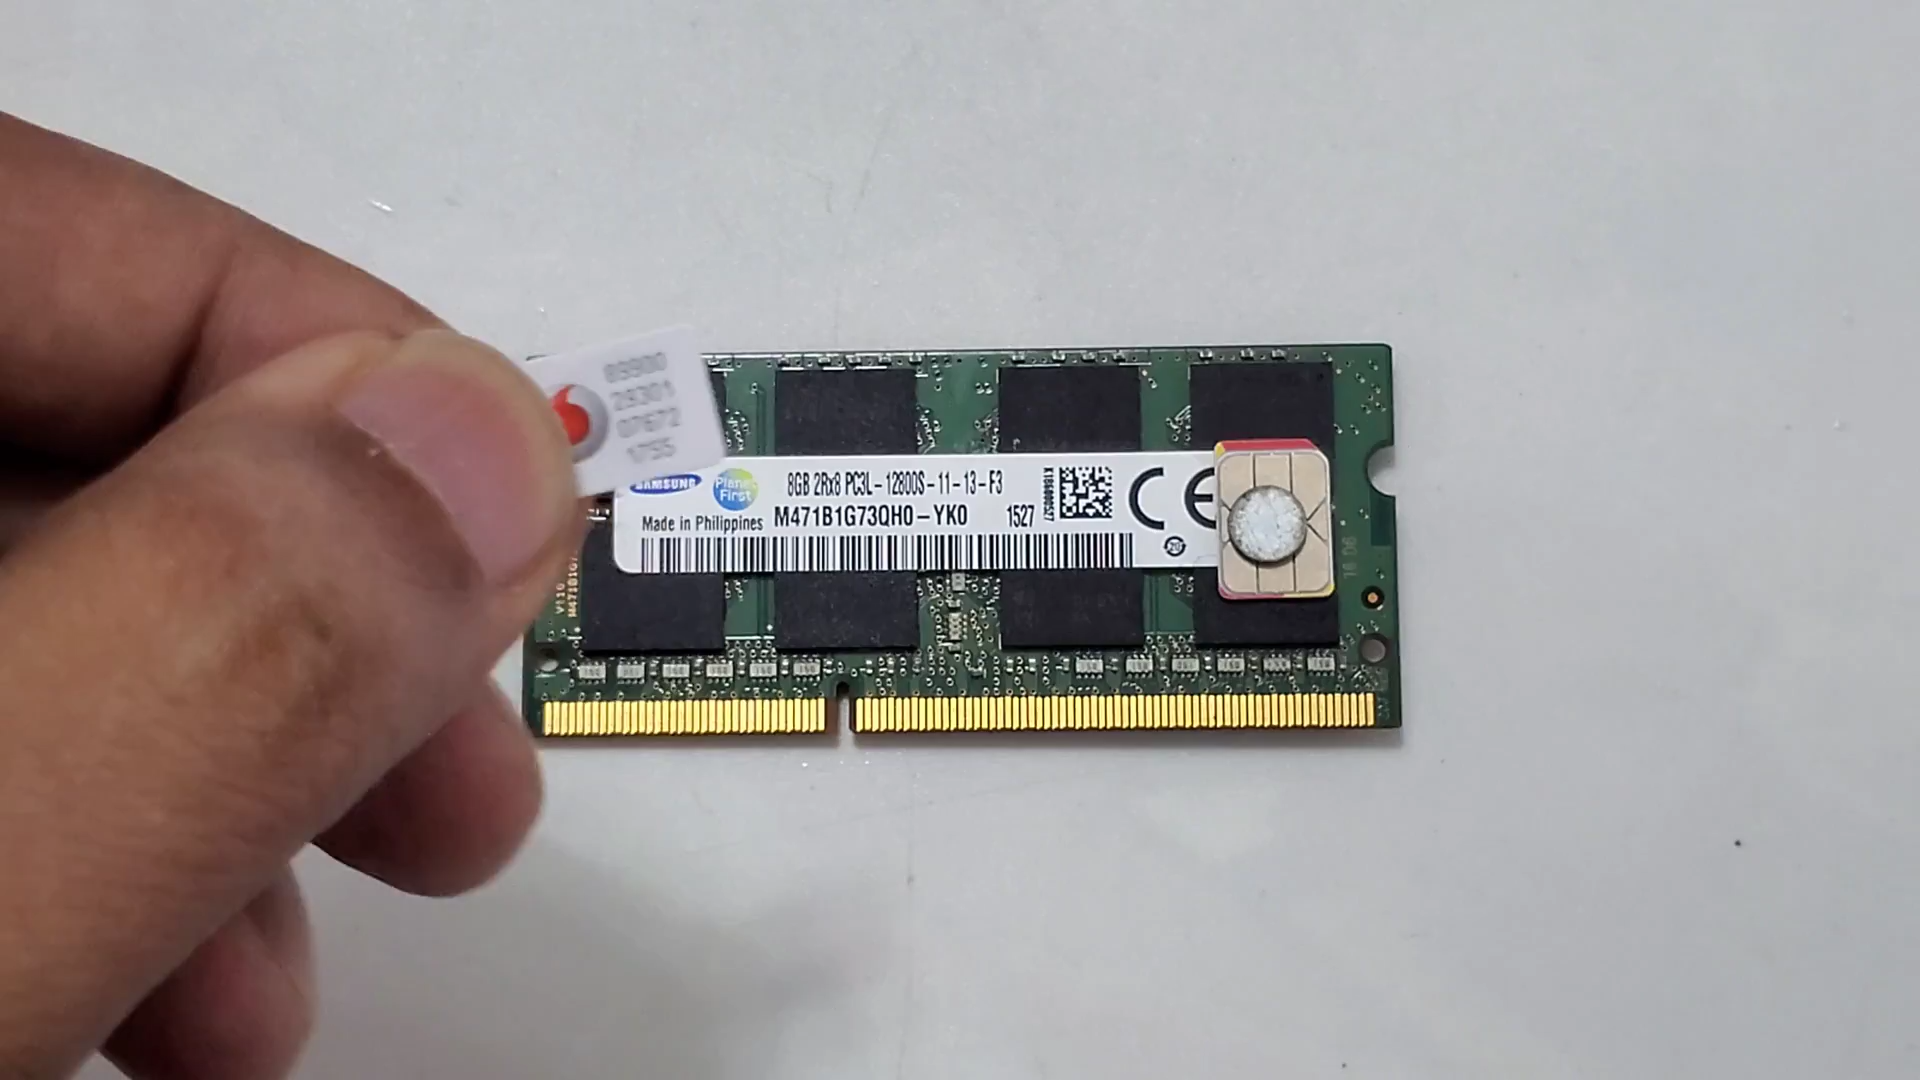 89900
29301
07672
1755
SAMSUNG
Planet
First
8GB 2Rx8 PC3L-12800S-11-13-F3
Made in Philippines
M471B1G73QH0-YK0
1527
CE
20